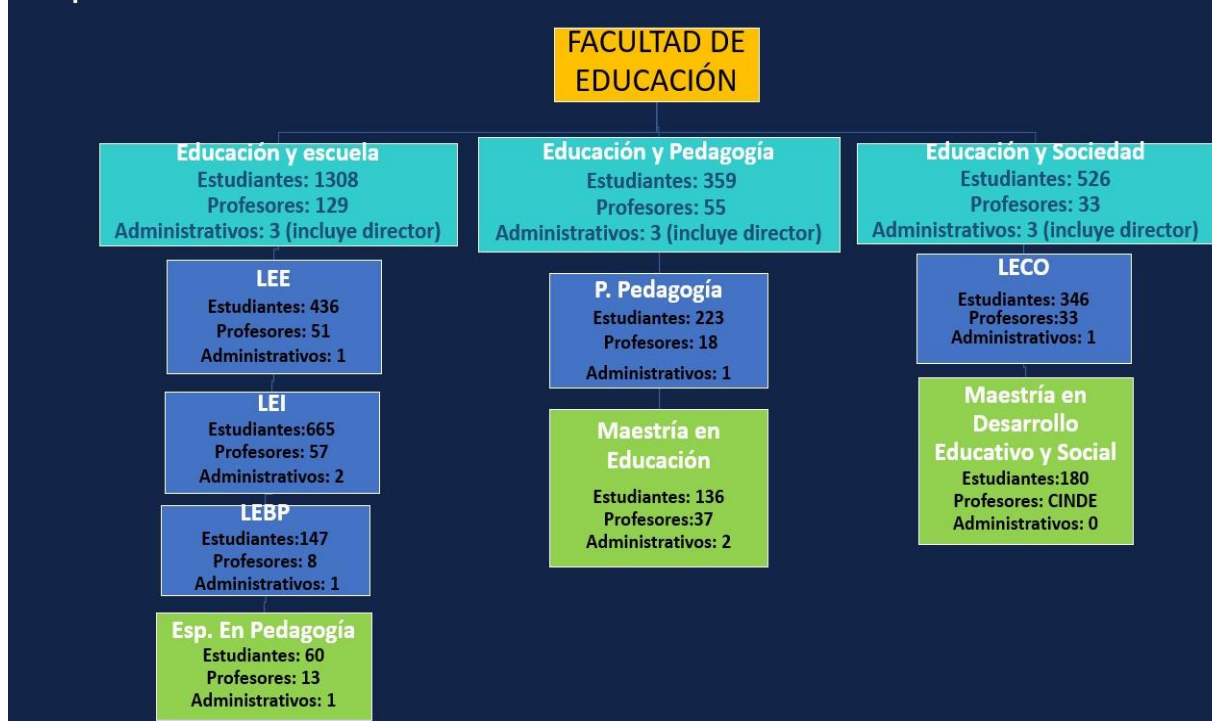 FACULTAD DE
EDUCACIÓN
Educación y escuela
Estudiantes: 1308
Profesores: 129
Administrativos: 3 (incluye director)
LEE
Estudiantes: 436
Profesores: 51
Administrativos: 1
LEI
Estudiantes:665
Profesores: 57
Administrativos: 2
LEBP
Estudiantes:147
Profesores: 8
Administrativos: 1
Esp. En Pedagogía
Estudiantes: 60
Profesores: 13
Administrativos: 1
Educación y Pedagogía
Estudiantes: 359
Profesores: 55
Administrativos: 3 (incluye director)
P. Pedagogía
Estudiantes: 223
Profesores: 18
Administrativos: 1
Maestría en
Educación
Estudiantes: 136
Profesores:37
Administrativos: 2
Educación y Sociedad
Estudiantes: 526
Profesores: 33
Administrativos: 3 (incluye director)
LECO
Estudiantes: 346
Profesores:33
Administrativos: 1
Maestría en
Desarrollo
Educativo y Social
Estudiantes:180
Profesores: CINDE
Administrativos: 0